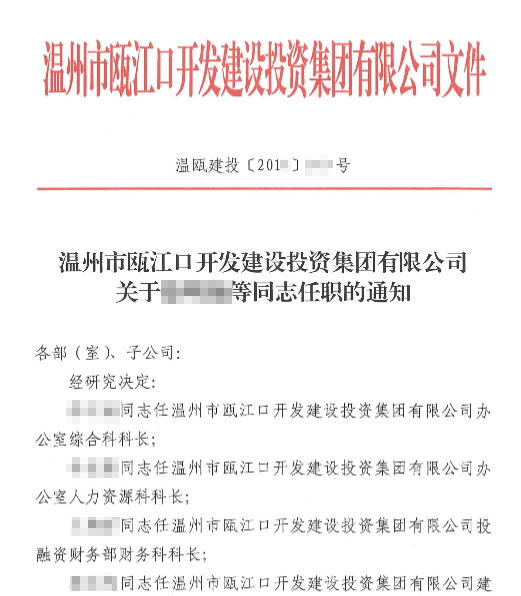 温州市瓯江口开发建设投资集团有限公司文件
温瓯建投〔201 〕 号
温州市瓯江口开发建设投资集团有限公司
关于 等同志任职的通知
各部（室）、子公司：
经研究决定：
同志任温州市瓯江口开发建设投资集团有限公司办
公室综合科科长；
同志任温州市瓯江口开发建设投资集团有限公司办
公室人力资源科科长；
同志任温州市瓯江口开发建设投资集团有限公司投
融资财务部财务科科长；
同志任温州市瓯江口开发建设投资集团有限公司建